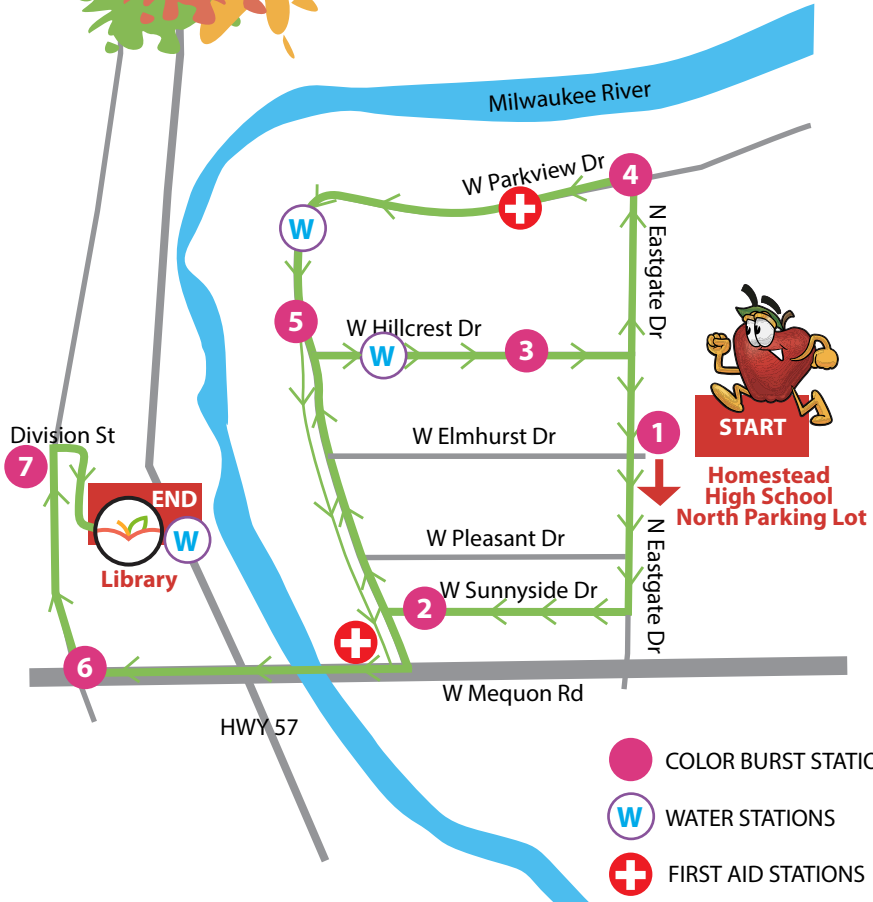 Milwaukee River
W Parkview Dr
4
W
N Eastgate Dr
5
W Hillcrest Dr
W
3
1
START
W Elmhurst Dr
Homestead
High School
North Parking Lot
Division St
7
END
W
Library
N Eastgate Dr
W Pleasant Dr
W Sunnyside Dr
2
6
W Mequon Rd
HWY 57
COLOR BURST STATIO
W WATER STATIONS
FIRST AID STATIONS